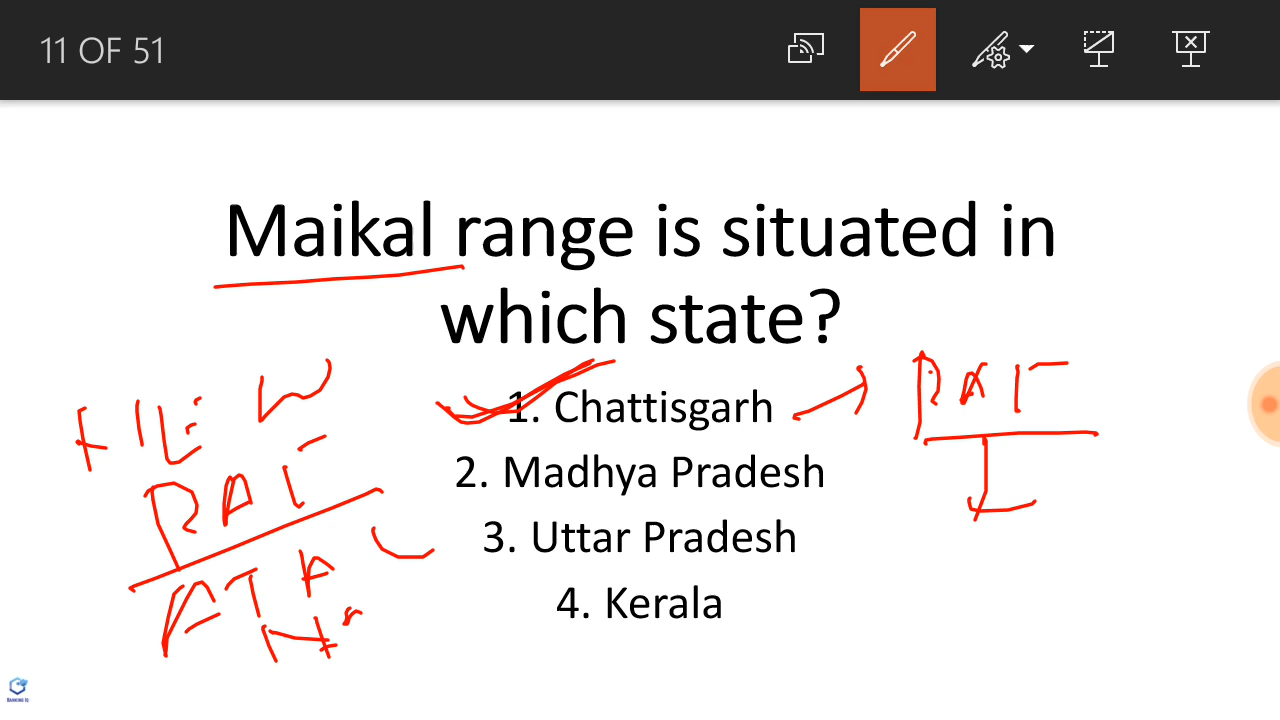 11 OF 51
Maikal range is situated in
which state?
1. Chattisgarh
2. Madhya Pradesh
3. Uttar Pradesh
4. Kerala